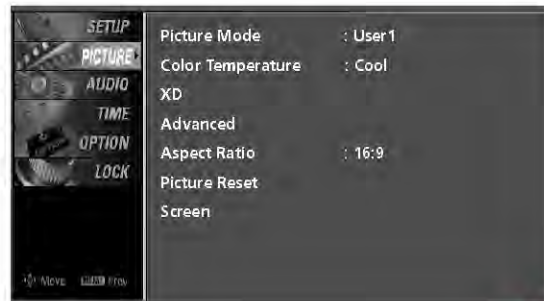 SETUP
PICTURE
AUDIO
TIME
OPTION
LOCK
Move Prev
Picture Mode : User1
Color Temperature : Cool
XD
Advanced
Aspect Ratio : 16:9
Picture Reset
Screen